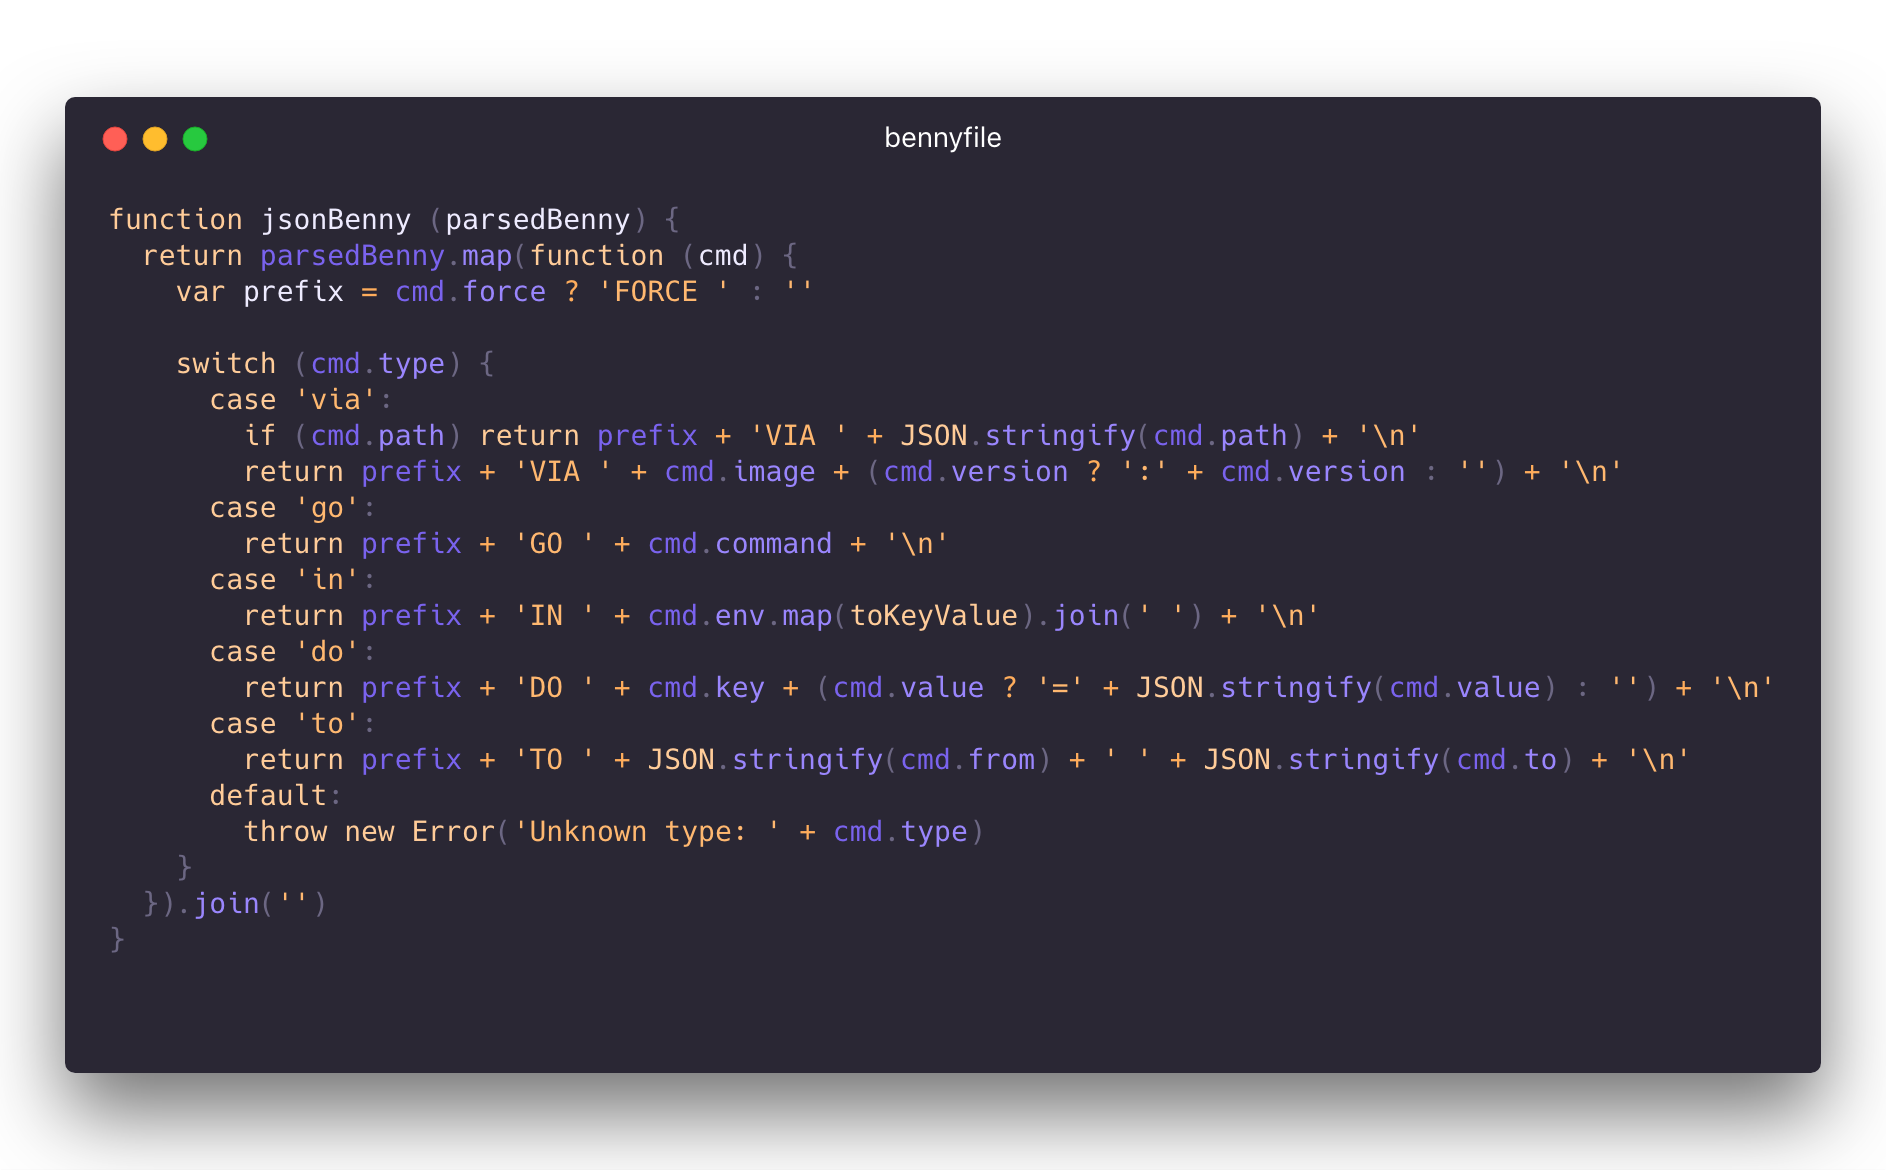 bennyfile
function jsonBenny (parsedBenny) {
  return parsedBenny.map(function (cmd) {
    var prefix = cmd.force ? 'FORCE ' : ''

    switch (cmd.type) {
      case 'via':
        if (cmd.path) return prefix + 'VIA ' + JSON.stringify(cmd.path) + '\n'
        return prefix + 'VIA ' + cmd.image + (cmd.version ? ':' + cmd.version : '') + '\n'
      case 'go':
        return prefix + 'GO ' + cmd.command + '\n'
      case 'in':
        return prefix + 'IN ' + cmd.env.map(toKeyValue).join(' ') + '\n'
      case 'do':
        return prefix + 'DO ' + cmd.key + (cmd.value ? '=' + JSON.stringify(cmd.value) : '') + '\n'
      case 'to':
        return prefix + 'TO ' + JSON.stringify(cmd.from) + ' ' + JSON.stringify(cmd.to) + '\n'
      default:
        throw new Error('Unknown type: ' + cmd.type)
    }
  }).join('')
}